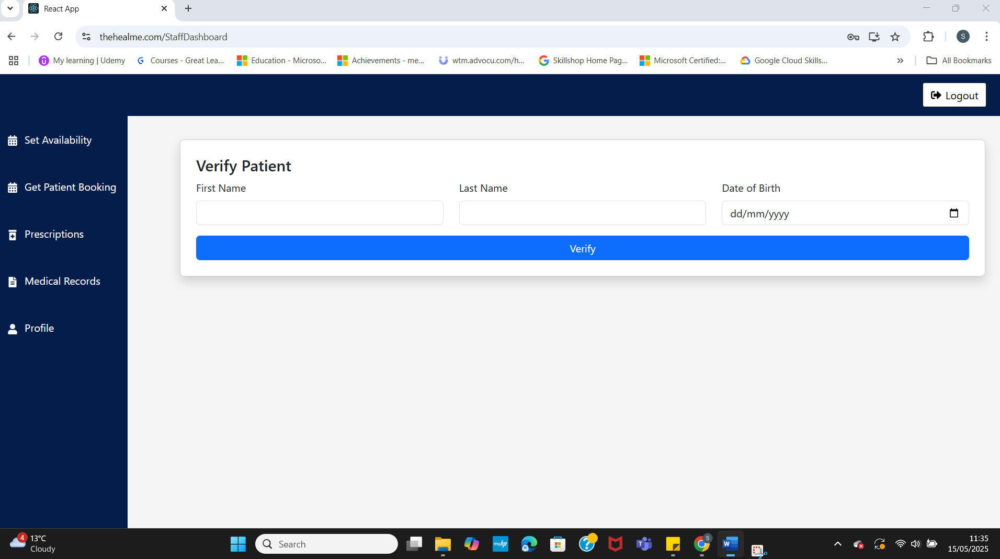 React App
thehealme.com/StaffDashboard
S
My learning | Udemy
Courses - Great Lea...
Education - Microso...
Achievements - me...
wtm.advocu.com/h...
Skillshop Home Pag...
Microsoft Certified:...
Google Cloud Skills...
All Bookmarks
Logout
Set Availability
Get Patient Booking
Prescriptions
Medical Records
Profile
Verify Patient
First Name
Last Name
Date of Birth
dd/mm/yyyy
Verify
4
13°C
Cloudy
Search
myhp
T
S
W
11:35
15/05/2025